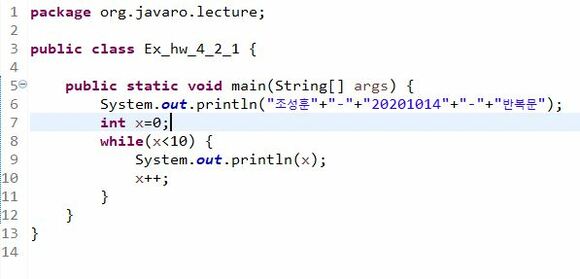 1 package org.javaro.lecture;
2
3 public class Ex_hw_4_2_1 {
4
5 public static void main(String[] args) {
6 System.out.println("조성훈"+"-"+"20201014"+"-"+"반복문");
7 int x=0;
8 while(x<10) {
9 System.out.println(x);
10 x++;
11 }
12 }
13 }
14